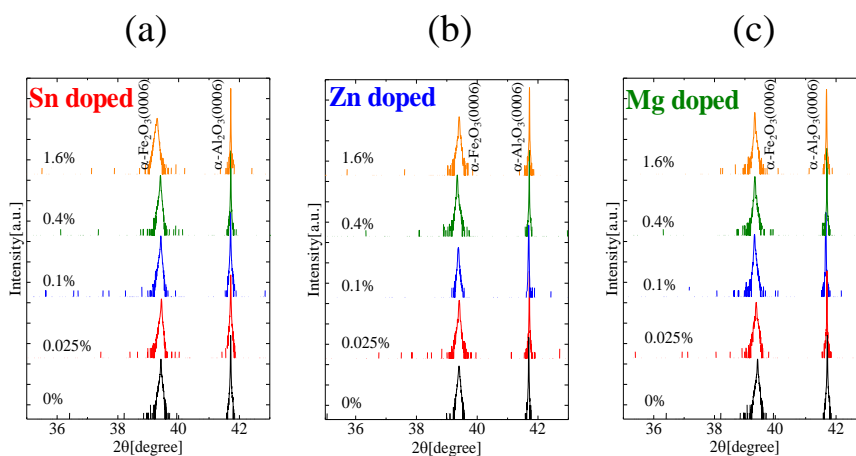 (a)
(b)
(c)
Sn doped
α-Fe2O3(0006)
α-Al2O3(0006)
1.6%
0.4%
0.1%
0.025%
0%
Intensity[a.u.]
36 38 40 42
2θ[degree]
Zn doped
α-Fe2O3(0006)
α-Al2O3(0006)
1.6%
0.4%
0.1%
0.025%
0%
Intensity[a.u.]
36 38 40 42
2θ[degree]
Mg doped
α-Fe2O3(0006)
α-Al2O3(0006)
1.6%
0.4%
0.1%
0.025%
0%
Intensity[a.u.]
36 38 40 42
2θ[degree]